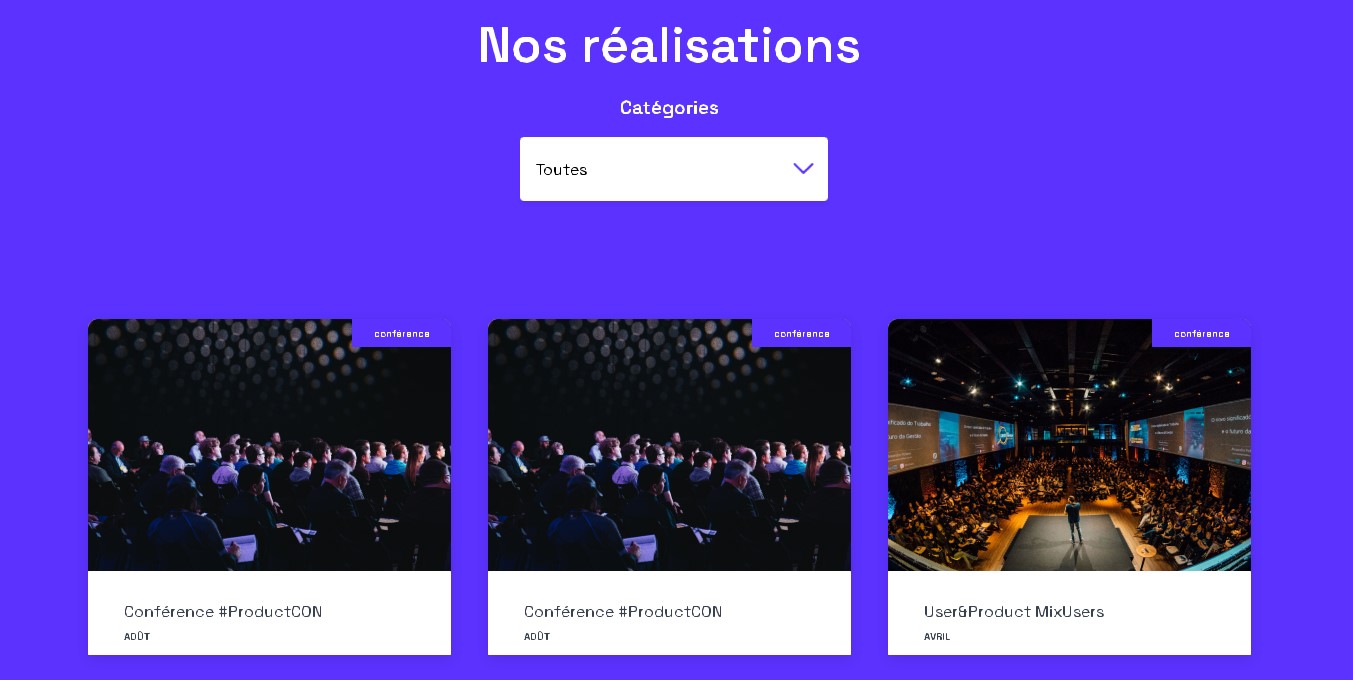 Nos réalisations
Catégories
Toutes
conférence
conférence
conférence
Conférence #ProductCON
AOÛT
Conférence #ProductCON
AOÛT
User&Product MixUsers
AVRIL